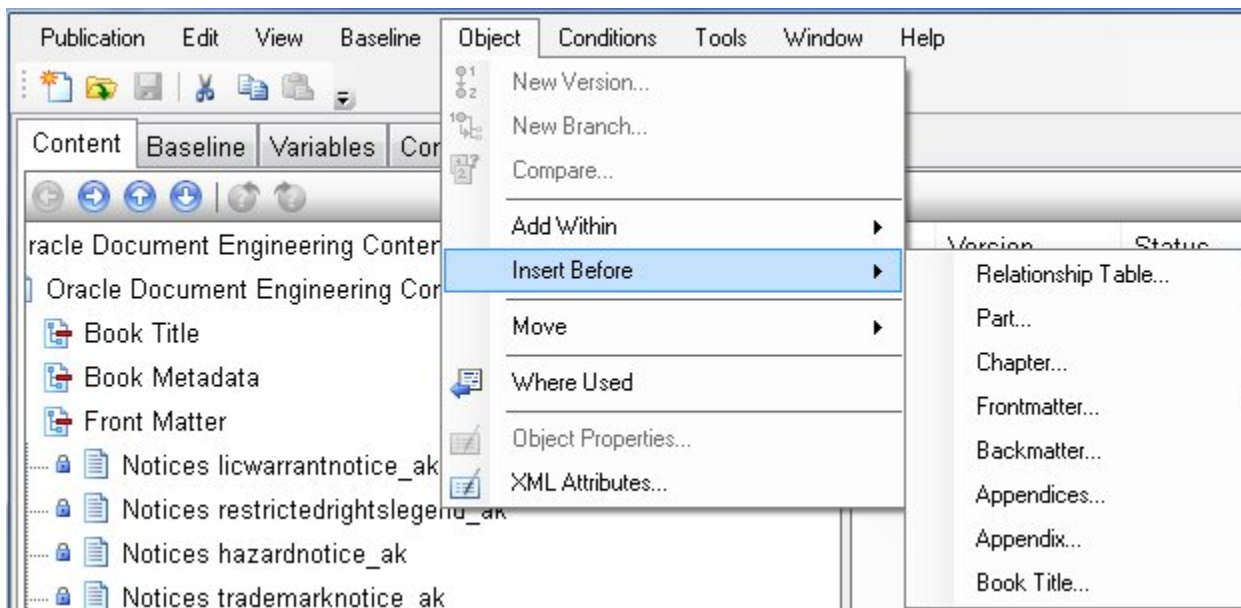 Publication Edit View Baseline Object Conditions Tools Window Help
New Version...
New Branch...
Compare...
Add Within
Insert Before
Move
Where Used
Object Properties...
XML Attributes...
Content Baseline Variables Cor
racle Document Engineering Conter
Oracle Document Engineering Cor
Book Title
Book Metadata
Front Matter
Notices licwarrantnotice_ak
Notices restrictedrightslegend_ak
Notices hazardnotice_ak
Notices trademarknotice_ak
Version Status
Relationship Table...
Part...
Chapter...
Frontmatter...
Backmatter...
Appendices...
Appendix...
Book Title...